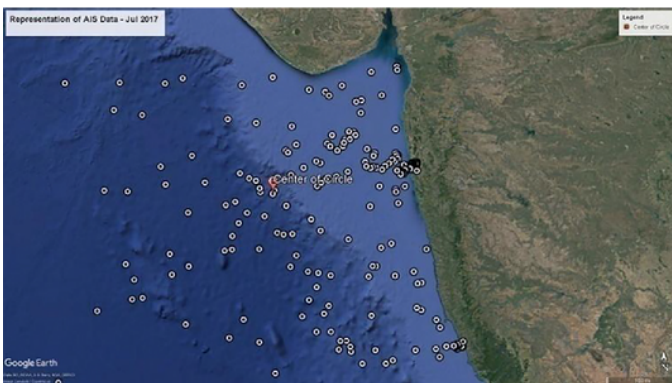 Representation of AIS Data - Jul 2017
Legend
Center of Circle
Center of Circle
Google Earth